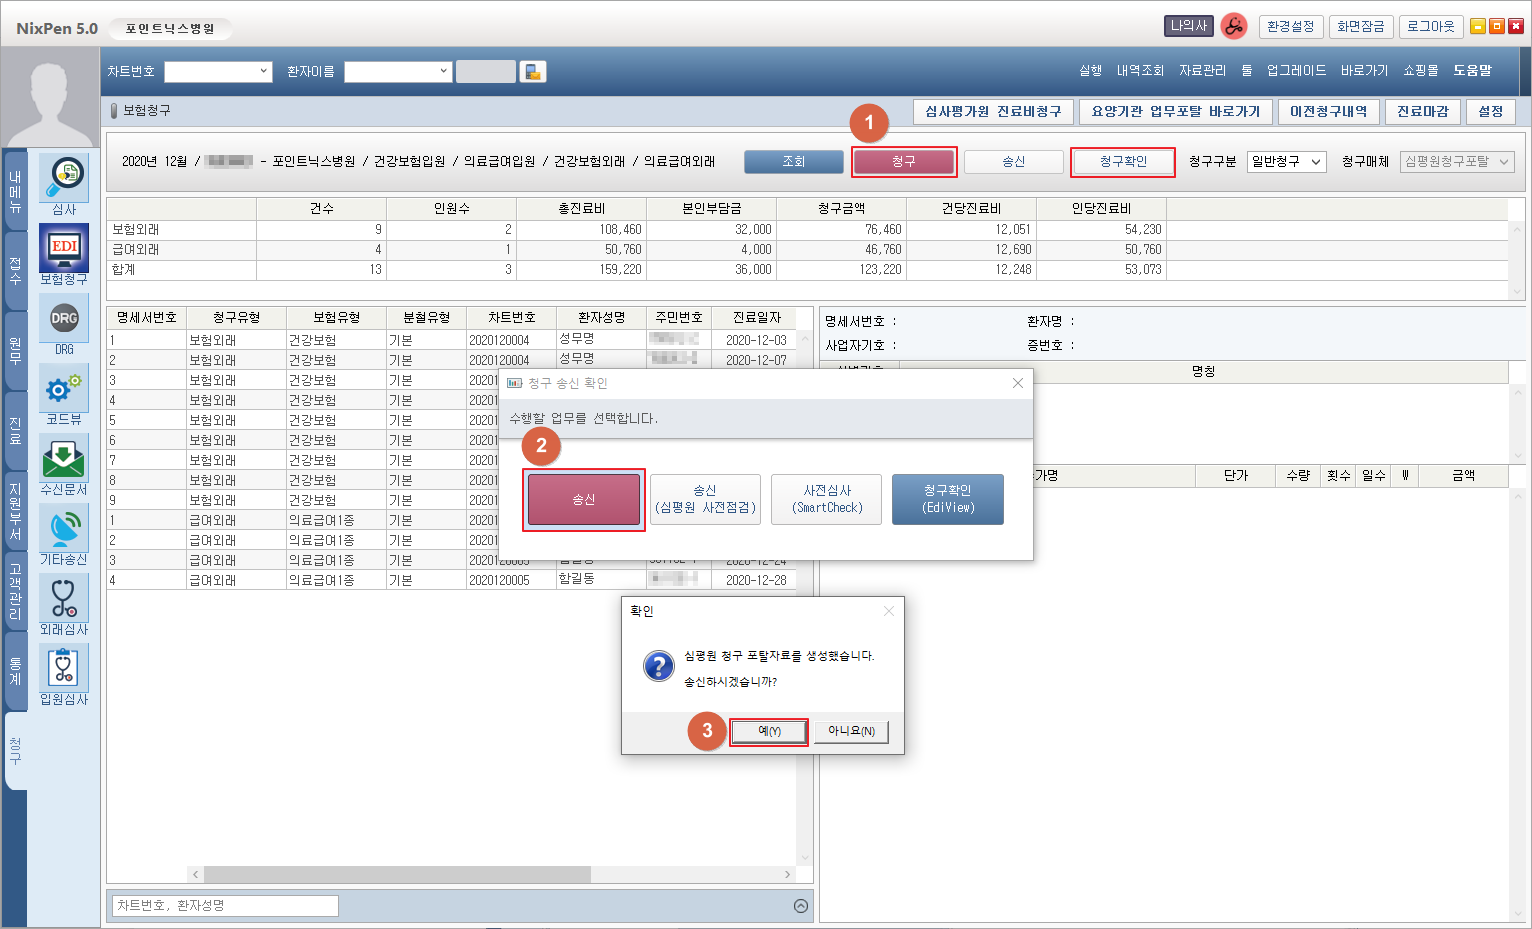 NixPen 5.0
포인트닉스병원
나의사
환경설정
화면잠금
로그아웃
차트번호
환자이름
실행 내역조회 자료관리 툴 업그레이드 바로가기 쇼핑몰 도움말
보험청구
심사평가원 진료비청구
요양기관 업무포탈 바로가기
이전청구내역
진료마감
설정
1
2020년 12월 /
- 포인트닉스병원 / 건강보험입원 / 의료급여입원 / 건강보험외래 / 의료급여외래
조회
청구
송신
청구확인
청구구분
일반청구
청구매체
심평원청구포탈
내메뉴
접수
원무
진료
지원부서
고객관리
통계
청구
심사
EDI
보험청구
DRG
DRG
코드뷰
수신문서
기타송신
외래심사
입원심사
건수 인원수 총진료비 본인부담금 청구금액 건당진료비 인당진료비
보험외래 9 2 108,460 32,000 76,460 12,051 54,230
급여외래 4 1 50,760 4,000 46,760 12,690 50,760
합계 13 3 159,220 36,000 123,220 12,248 53,073
명세서번호 청구유형 보험유형 분할유형 차트번호 환자성명 주민번호 진료일자
1 보험외래 건강보험 기본 2020120004 성무명 2020-12-03
2 보험외래 건강보험 기본 2020120004 성무명 2020-12-07
3 보험외래 건강보험 기본 20201
4 보험외래 건강보험 기본 20201
5 보험외래 건강보험 기본 20201
6 보험외래 건강보험 기본 20201
7 보험외래 건강보험 기본 20201
8 보험외래 건강보험 기본 20201
9 보험외래 건강보험 기본 20201
1 급여외래 의료급여1종 기본 20201
2 급여외래 의료급여1종 기본 20201
3 급여외래 의료급여1종 기본 2020120005 2020-12-24
4 급여외래 의료급여1종 기본 2020120005 함길동 2020-12-28
명세서번호 :
환자명 :
사업자기호 :
증번호 :
명칭
가명 단가 수량 횟수 일수 W 금액
청구 송신 확인
수행할 업무를 선택합니다.
2
송신
송신
(심평원 사전점검)
사전심사
(SmartCheck)
청구확인
(EdiView)
확인
심평원 청구 포탈자료를 생성했습니다.
송신하시겠습니까?
3
예(Y)
아니요(N)
차트번호, 환자성명